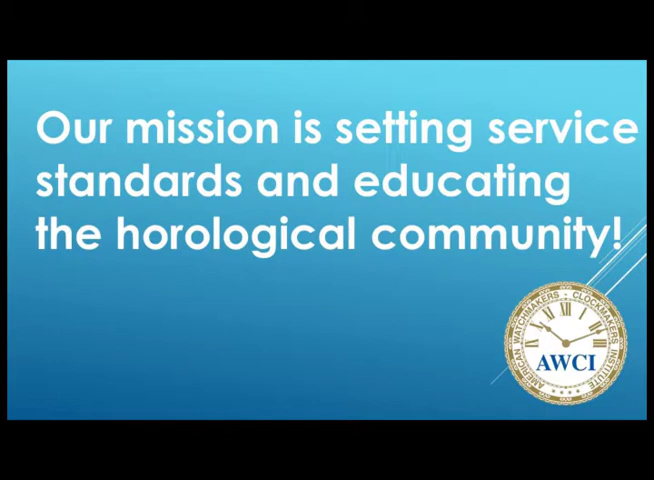 Our mission is setting service
standards and educating
the horological community!
AMERICAN WATCHMAKERS - CLOCKMAKERS INSTITUTE
AWCI